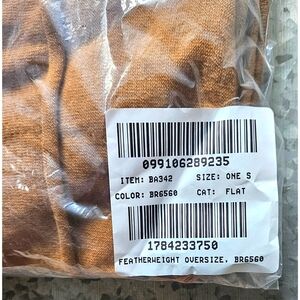 099106289235
ITEM: BA342 SIZE: ONE S
COLOR: BR6560 CAT: FLAT
1784233750
FEATHERWEIGHT OVERSIZE, BR6560